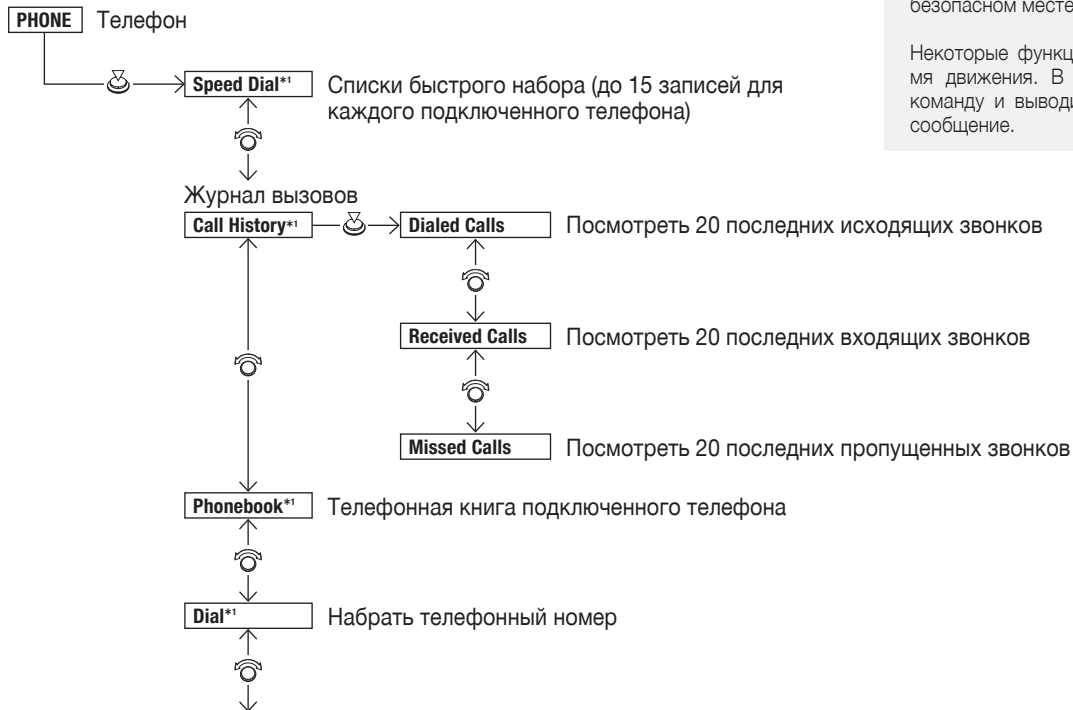 PHONE Телефон
безопасном месте
Некоторые функц
мя движения. В
команду и вывод
сообщение.
Speed Dial*1 Списки быстрого набора (до 15 записей для
каждого подключенного телефона)
Журнал вызовов
Call History*1 Dialed Calls Посмотреть 20 последних исходящих звонков
Received Calls Посмотреть 20 последних входящих звонков
Missed Calls Посмотреть 20 последних пропущенных звонков
Phonebook*1 Телефонная книга подключенного телефона
Dial*1 Набрать телефонный номер